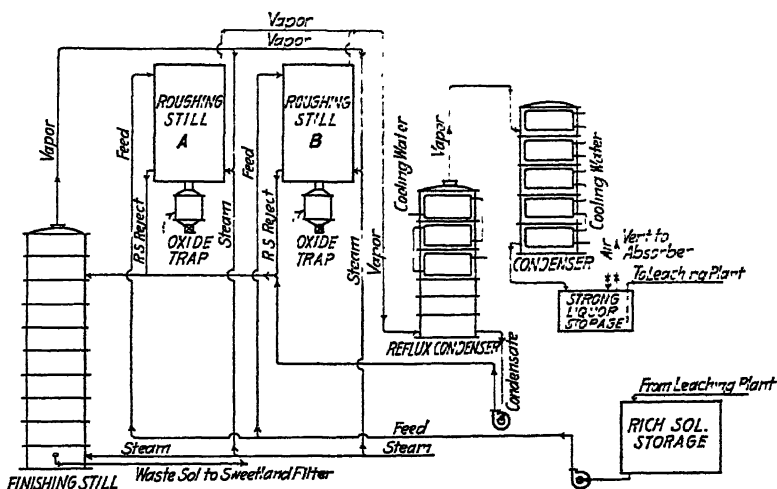 Vapor
Vapor
ROUGHING
STILL
A
ROUGHING
STILL
B
Vapor
Feed
Feed
R.S. Reject
R.S. Reject
OXIDE
TRAP
OXIDE
TRAP
Steam
Steam
Vapor
Cooling Water
Vapor
Cooling Water
CONDENSER
Air
Vent to
Absorber
To Leaching Plant
STRONG
LIQUOR
STORAGE
REFLUX CONDENSER
Condensate
From Leaching Plant
RICH SOL.
STORAGE
Feed
Steam
Steam
Waste Sol to Sweetland Filter
FINISHING STILL